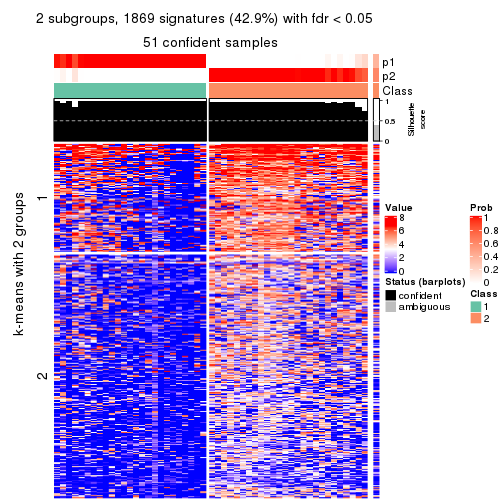 2 subgroups, 1869 signatures (42.9%) with fdr < 0.05
51 confident samples
p1
p2
Class
1
0.5
0
Silhouette
score
k-means with 2 groups
1
2
Value
8
6
4
2
0
Status (barplots)
confident
ambiguous
Prob
1
0.8
0.6
0.4
0.2
0
Class
1
2